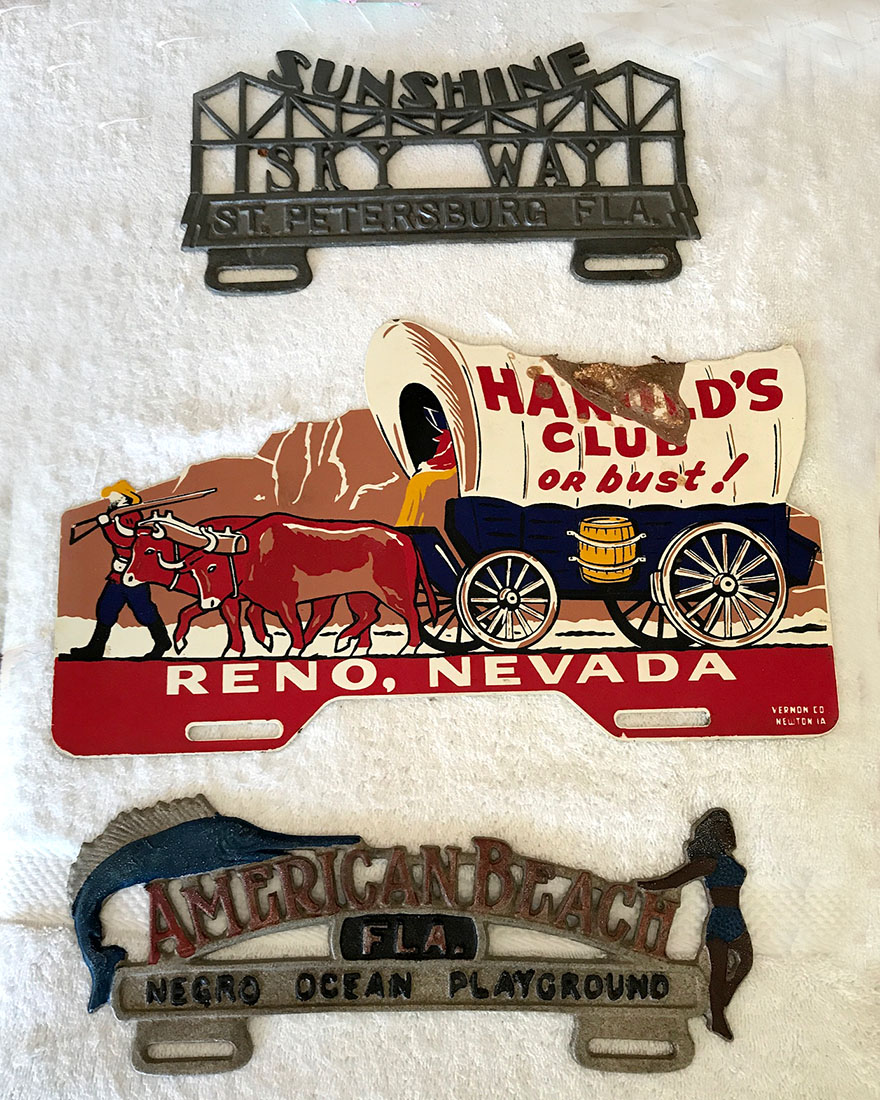 SUNSHINE
SKY WAY
ST. PETERSBURG FLA.
HAROLD'S
CLUB
OR bust!
RENO, NEVADA
VERNON CO
NEWTON IA
AMERICAN BEACH
FLA.
NEGRO OCEAN PLAYGROUND